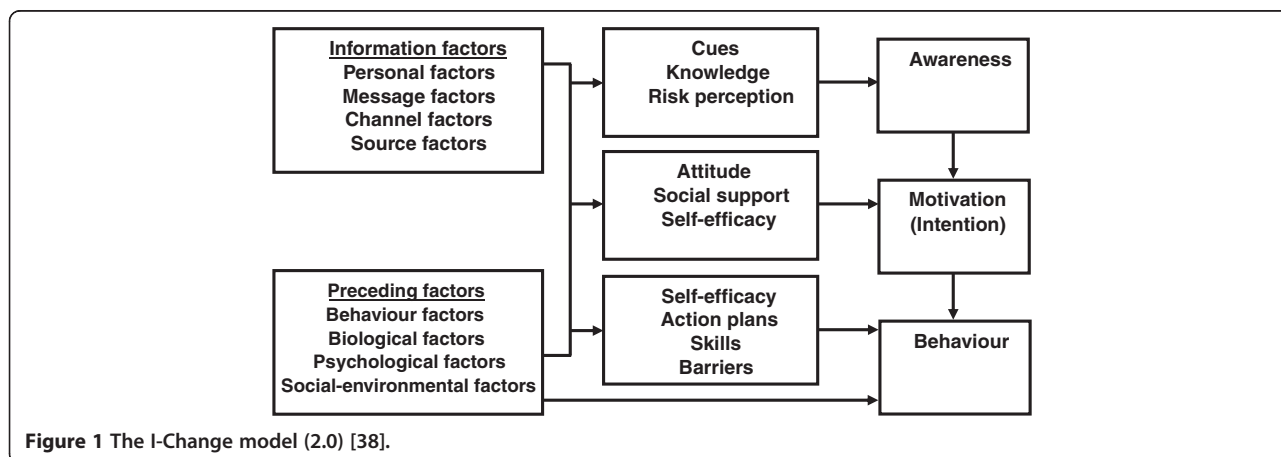 Information factors
Personal factors
Message factors
Channel factors
Source factors
Cues
Knowledge
Risk perception
Awareness
Attitude
Social support
Self-efficacy
Motivation
(Intention)
Preceding factors
Behaviour factors
Biological factors
Psychological factors
Social-environmental factors
Self-efficacy
Action plans
Skills
Barriers
Behaviour
Figure 1 The I-Change model (2.0) [38].